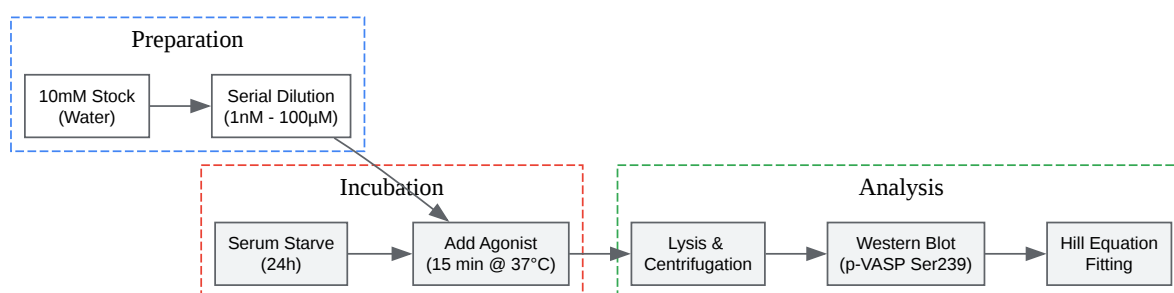 Preparation
10mM Stock
(Water)
Serial Dilution
(1nM - 100µM)
Incubation
Serum Starve
(24h)
Add Agonist
(15 min @ 37°C)
Analysis
Lysis &
Centrifugation
Western Blot
(p-VASP Ser239)
Hill Equation
Fitting